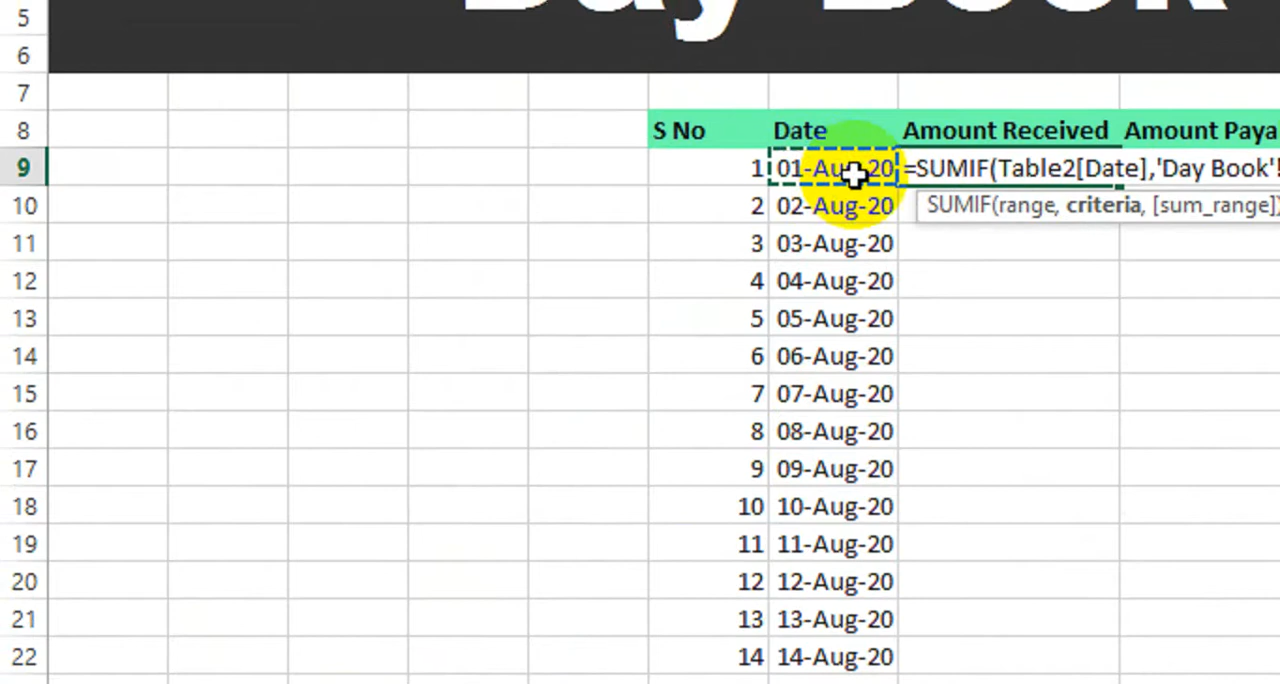 5
Day Book
6
7
8 S No Date Amount Received Amount Paya
9 1 01-Aug-20 =SUMIF(Table2[Date],'Day Book'!
10 2 02-Aug-20 SUMIF(range, criteria, [sum_range])
11 3 03-Aug-20
12 4 04-Aug-20
13 5 05-Aug-20
14 6 06-Aug-20
15 7 07-Aug-20
16 8 08-Aug-20
17 9 09-Aug-20
18 10 10-Aug-20
19 11 11-Aug-20
20 12 12-Aug-20
21 13 13-Aug-20
22 14 14-Aug-20